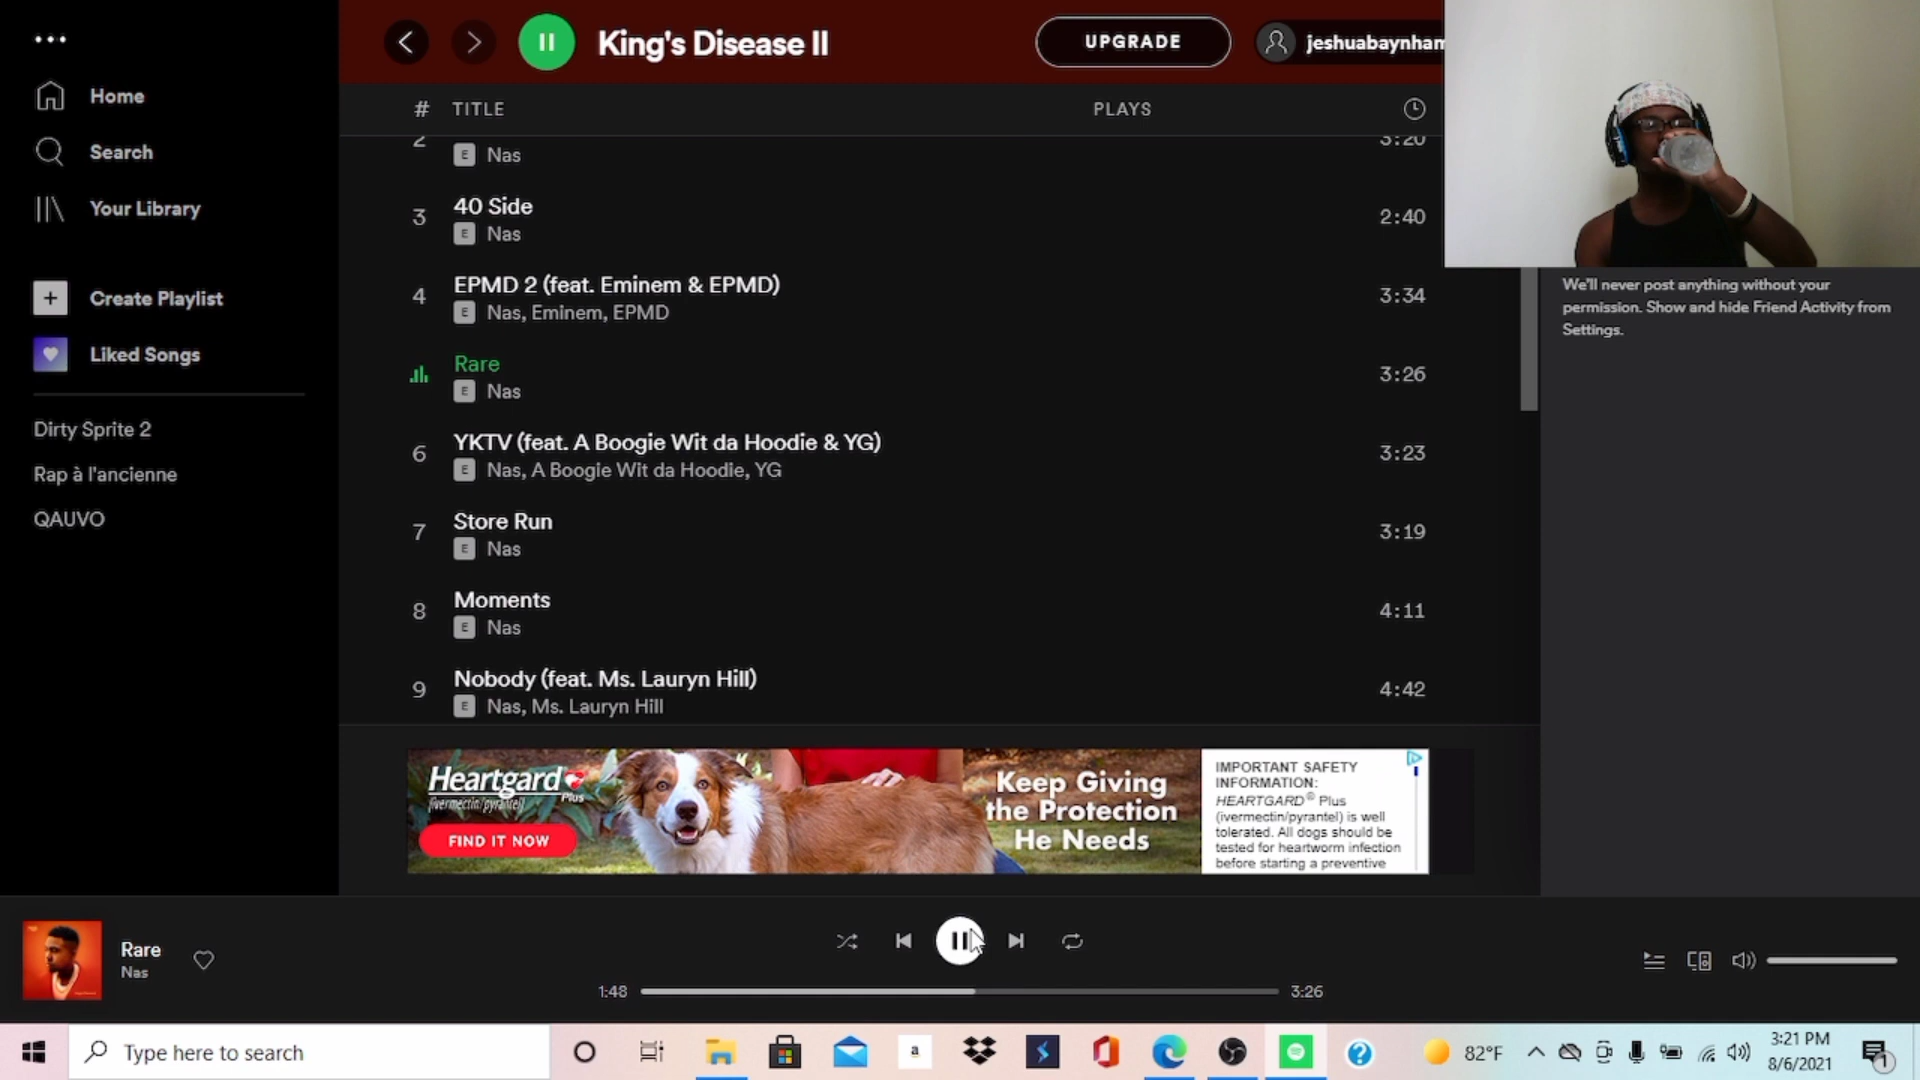 King's Disease II
UPGRADE
jeshuabaynham
Home
Search
Your Library
Create Playlist
Liked Songs
Dirty Sprite 2
Rap à l'ancienne
QAUVO
# TITLE PLAYS
2 3:20
E Nas
3 40 Side 2:40
E Nas
4 EPMD 2 (feat. Eminem & EPMD) 3:34
E Nas, Eminem, EPMD
Rare 3:26
E Nas
6 YKTV (feat. A Boogie Wit da Hoodie & YG) 3:23
E Nas, A Boogie Wit da Hoodie, YG
7 Store Run 3:19
E Nas
8 Moments 4:11
E Nas
9 Nobody (feat. Ms. Lauryn Hill) 4:42
E Nas, Ms. Lauryn Hill
We'll never post anything without your
permission. Show and hide Friend Activity from
Settings.
Heartgard
Plus
(ivermectin/pyrantel)
FIND IT NOW
Keep Giving
the Protection
He Needs
IMPORTANT SAFETY
INFORMATION:
HEARTGARD® Plus
(ivermectin/pyrantel) is well
tolerated. All dogs should be
tested for heartworm infection
before starting a preventive
Rare
Nas
1:48 3:26
Type here to search
a
82°F
3:21 PM
8/6/2021
1